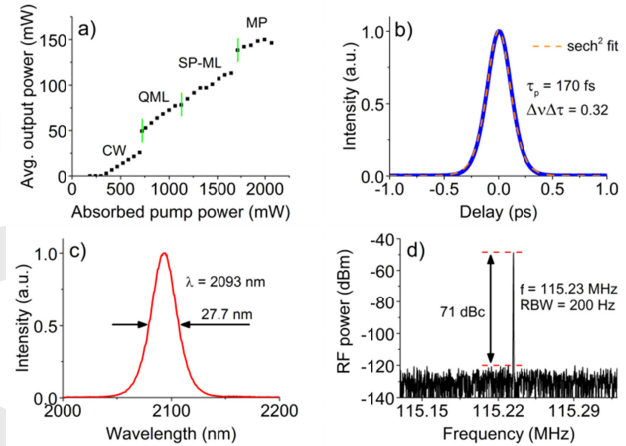 a)
Avg. output power (mW)
150
100
50
0
CW
QML
SP-ML
MP
0 500 1000 1500 2000
Absorbed pump power (mW)
b)
Intensity (a.u.)
1.0
0.5
0.0
sech² fit
τp = 170 fs
ΔνΔτ = 0.32
-1.0 -0.5 0.0 0.5 1.0
Delay (ps)
c)
Intensity (a.u.)
1.0
0.5
0.0
λ = 2093 nm
27.7 nm
2000 2100 2200
Wavelength (nm)
d)
RF power (dBm)
-40
-60
-80
-100
-120
-140
71 dBc
f = 115.23 MHz
RBW = 200 Hz
115.15 115.22 115.29
Frequency (MHz)